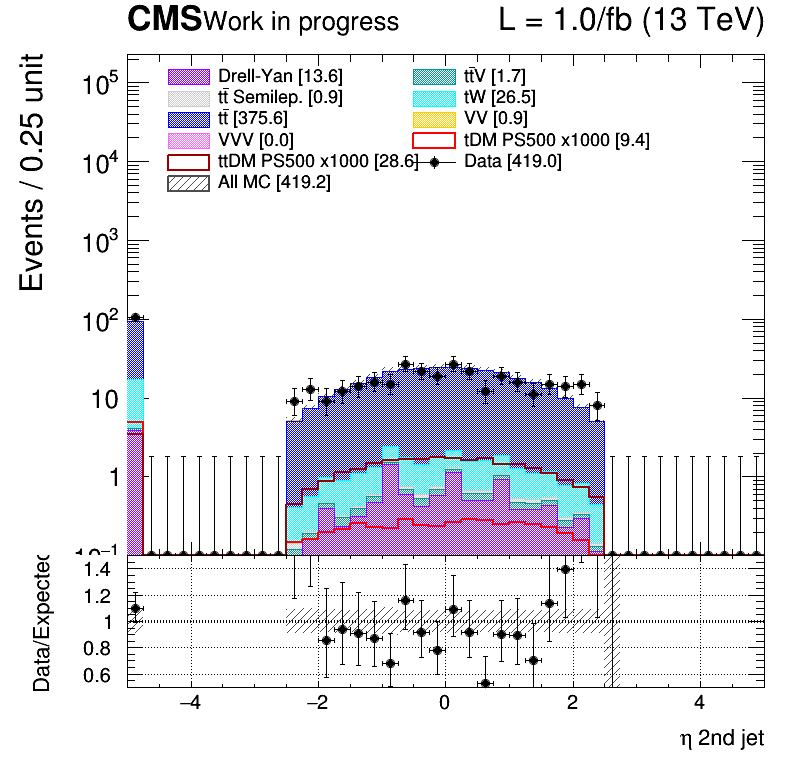 CMS Work in progress L = 1.0/fb (13 TeV)
Events / 0.25 unit
Drell-Yan [13.6] tt̄V [1.7]
tt̄ Semilep. [0.9] tW [26.5]
tt̄ [375.6] VV [0.9]
VVV [0.0] tDM PS500 x1000 [9.4]
ttDM PS500 x1000 [28.6] Data [419.0]
All MC [419.2]
10⁵
10⁴
10³
10²
10
1
10⁻¹
Data/Expected
1.4
1.2
1
0.8
0.6
−4 −2 0 2 4
η 2nd jet